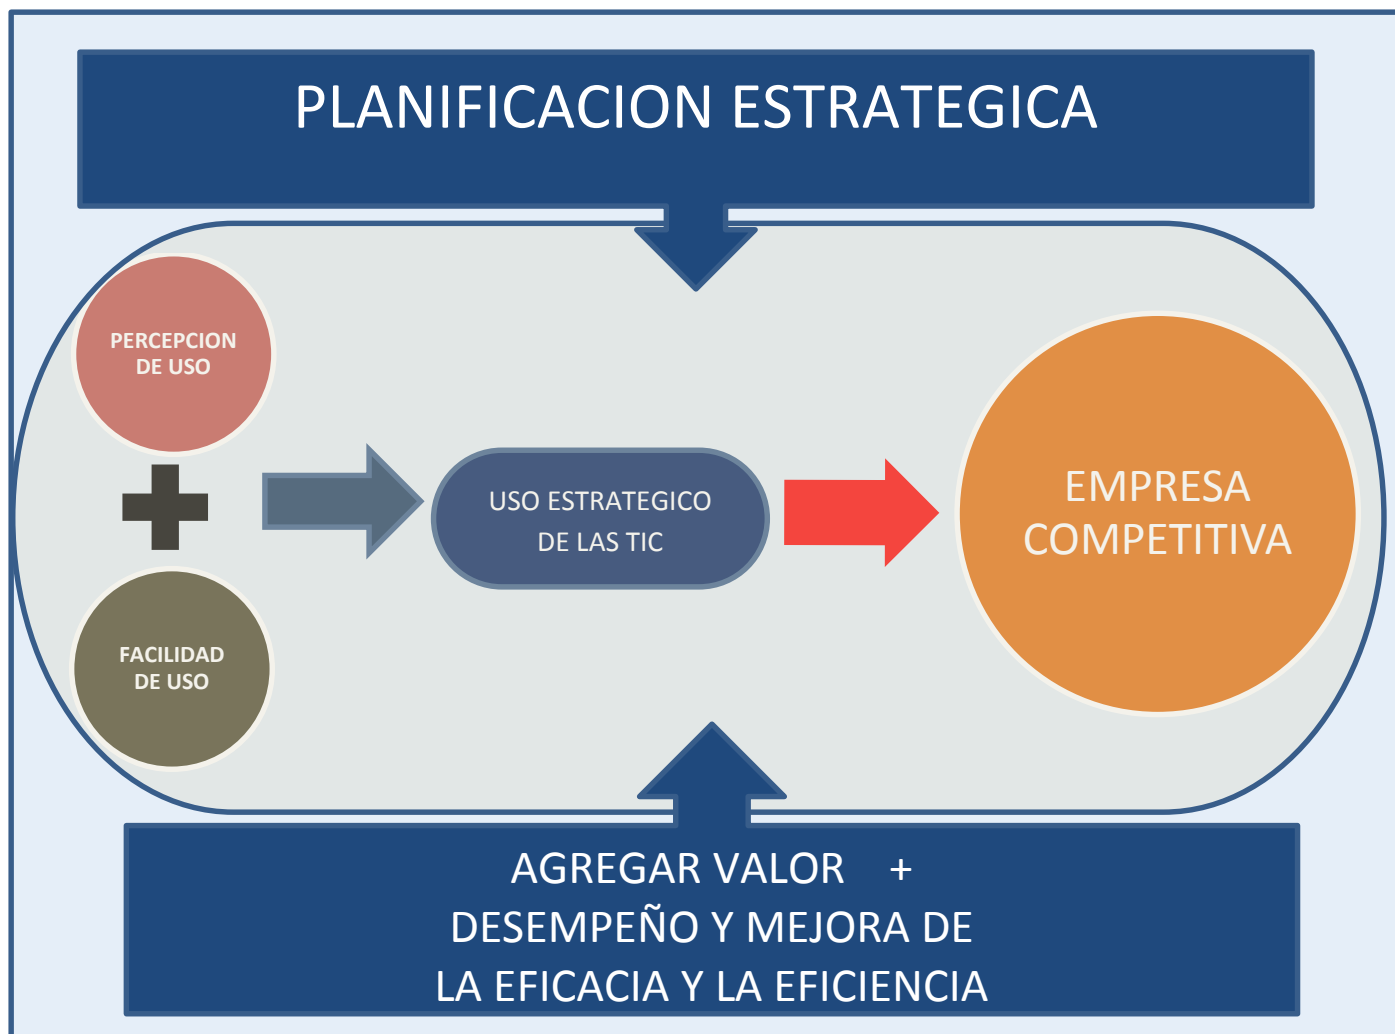 PLANIFICACION ESTRATEGICA
PERCEPCION
DE USO
FACILIDAD
DE USO
USO ESTRATEGICO
DE LAS TIC
EMPRESA
COMPETITIVA
AGREGAR VALOR +
DESEMPEÑO Y MEJORA DE
LA EFICACIA Y LA EFICIENCIA